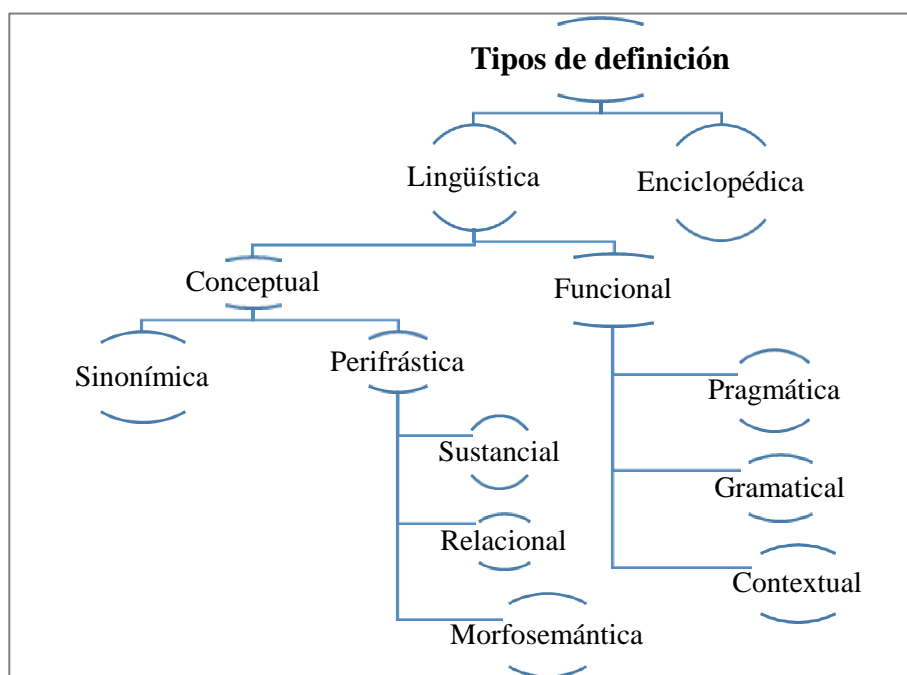 Tipos de definición
Lingüística
Enciclopédica
Conceptual
Funcional
Sinonímica
Perifrástica
Pragmática
Sustancial
Gramatical
Relacional
Contextual
Morfosemántica